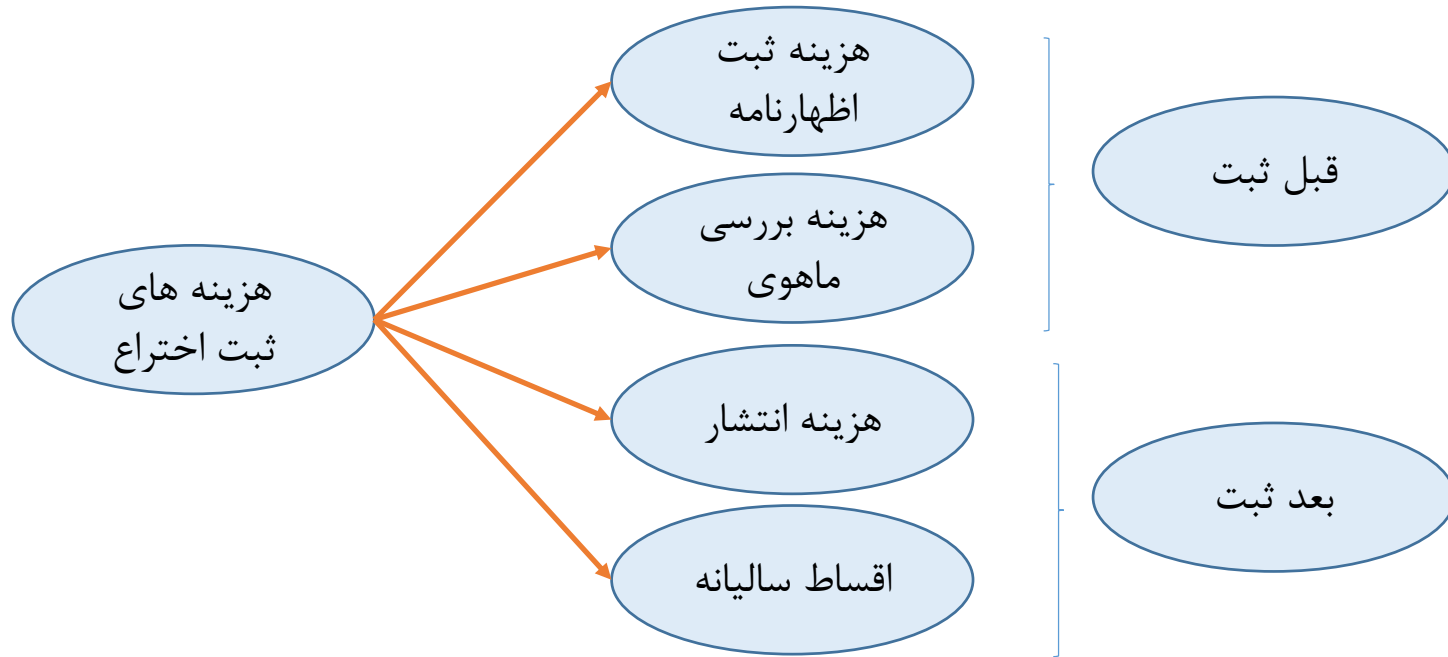 هزینه های
ثبت اختراع
هزینه ثبت
اظهارنامه
هزینه بررسی
ماهوی
هزینه انتشار
اقساط سالیانه
قبل ثبت
بعد ثبت